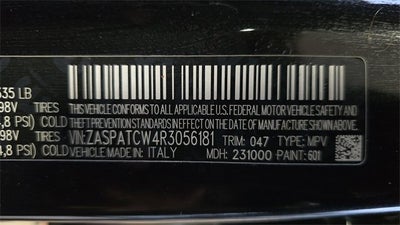 535 LB
98V TIRES THIS VEHICLE CONFORMS TO ALL APPLICABLE U.S. FEDERAL MOTOR VEHICLE SAFETY
4,8 PSI) COLD AND THEFT PREVENTION STANDARDS IN EFFECT ON THE DATE OF MANUFACTURE
98V TIRES SHOWN ABOVE.
4,8 PSI) COLD VIN:ZASPATCW4R3056181 TRIM: 047 TYPE: MPV
MADE IN: ITALY MDH: 231000 PAINT: 601